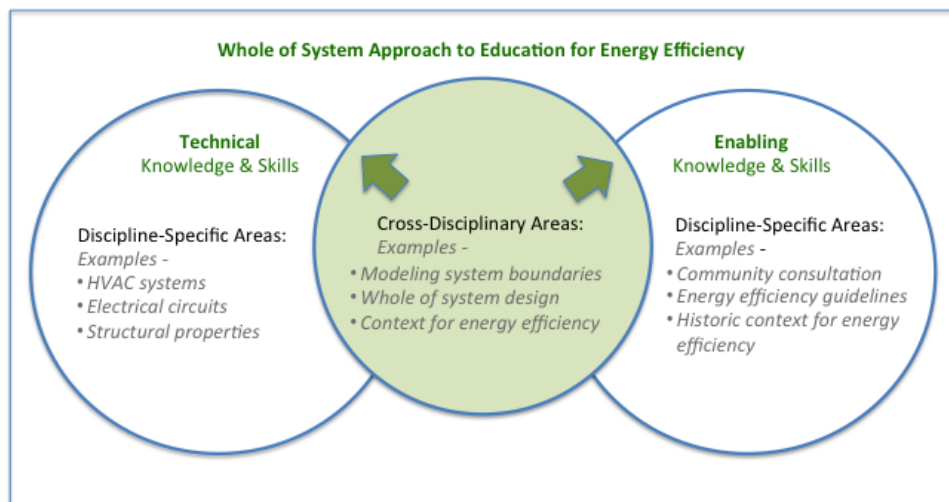 Whole of System Approach to Education for Energy Efficiency
Technical
Knowledge & Skills
Discipline-Specific Areas:
Examples -
• HVAC systems
• Electrical circuits
• Structural properties
Cross-Disciplinary Areas:
Examples -
• Modeling system boundaries
• Whole of system design
• Context for energy efficiency
Enabling
Knowledge & Skills
Discipline-Specific Areas:
Examples -
• Community consultation
• Energy efficiency guidelines
• Historic context for energy
efficiency